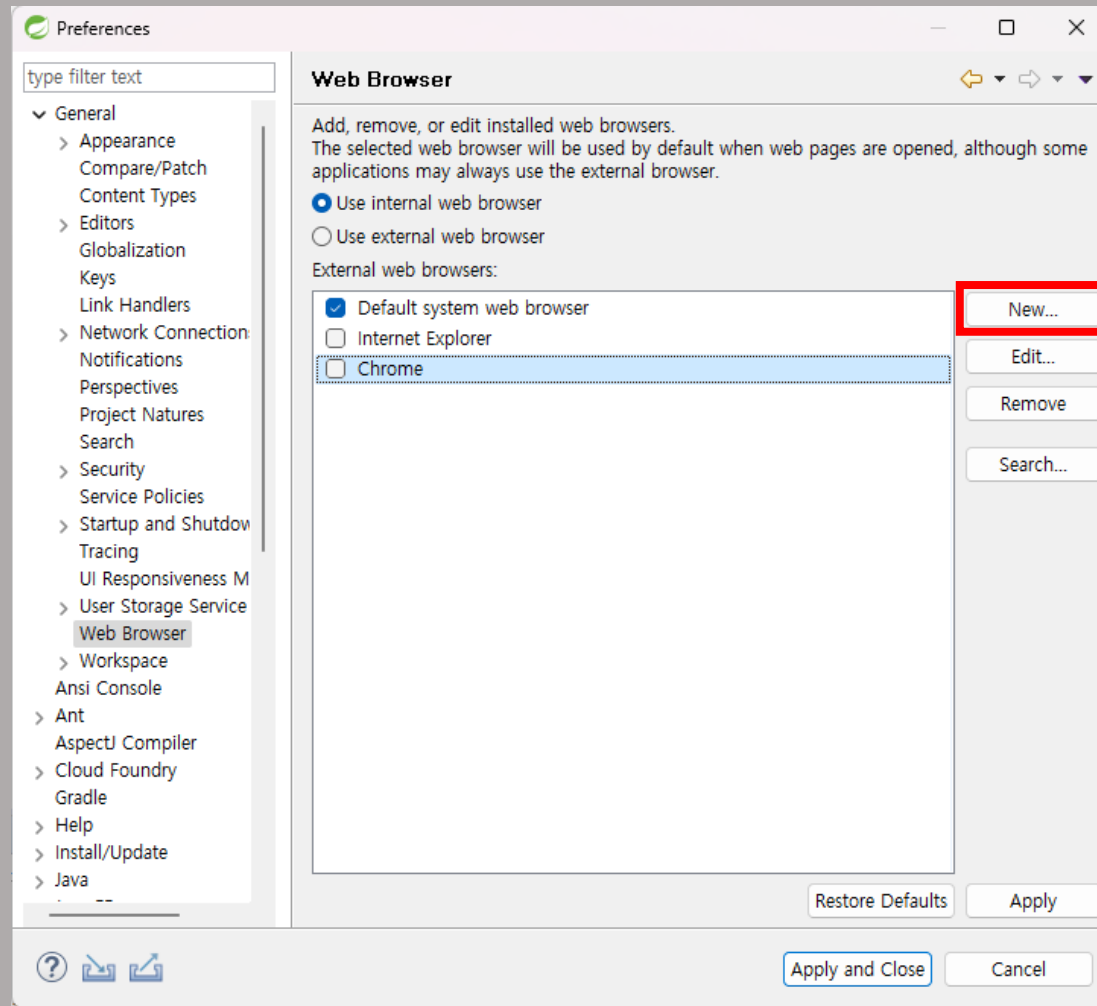 Preferences
type filter text
General
Appearance
Compare/Patch
Content Types
Editors
Globalization
Keys
Link Handlers
Network Connection
Notifications
Perspectives
Project Natures
Search
Security
Service Policies
Startup and Shutdow
Tracing
UI Responsiveness M
User Storage Service
Web Browser
Workspace
Ansi Console
Ant
AspectJ Compiler
Cloud Foundry
Gradle
Help
Install/Update
Java
Web Browser
Add, remove, or edit installed web browsers.
The selected web browser will be used by default when web pages are opened, although some
applications may always use the external browser.
Use internal web browser
Use external web browser
External web browsers:
Default system web browser
Internet Explorer
Chrome
New...
Edit...
Remove
Search...
Restore Defaults
Apply
Apply and Close
Cancel